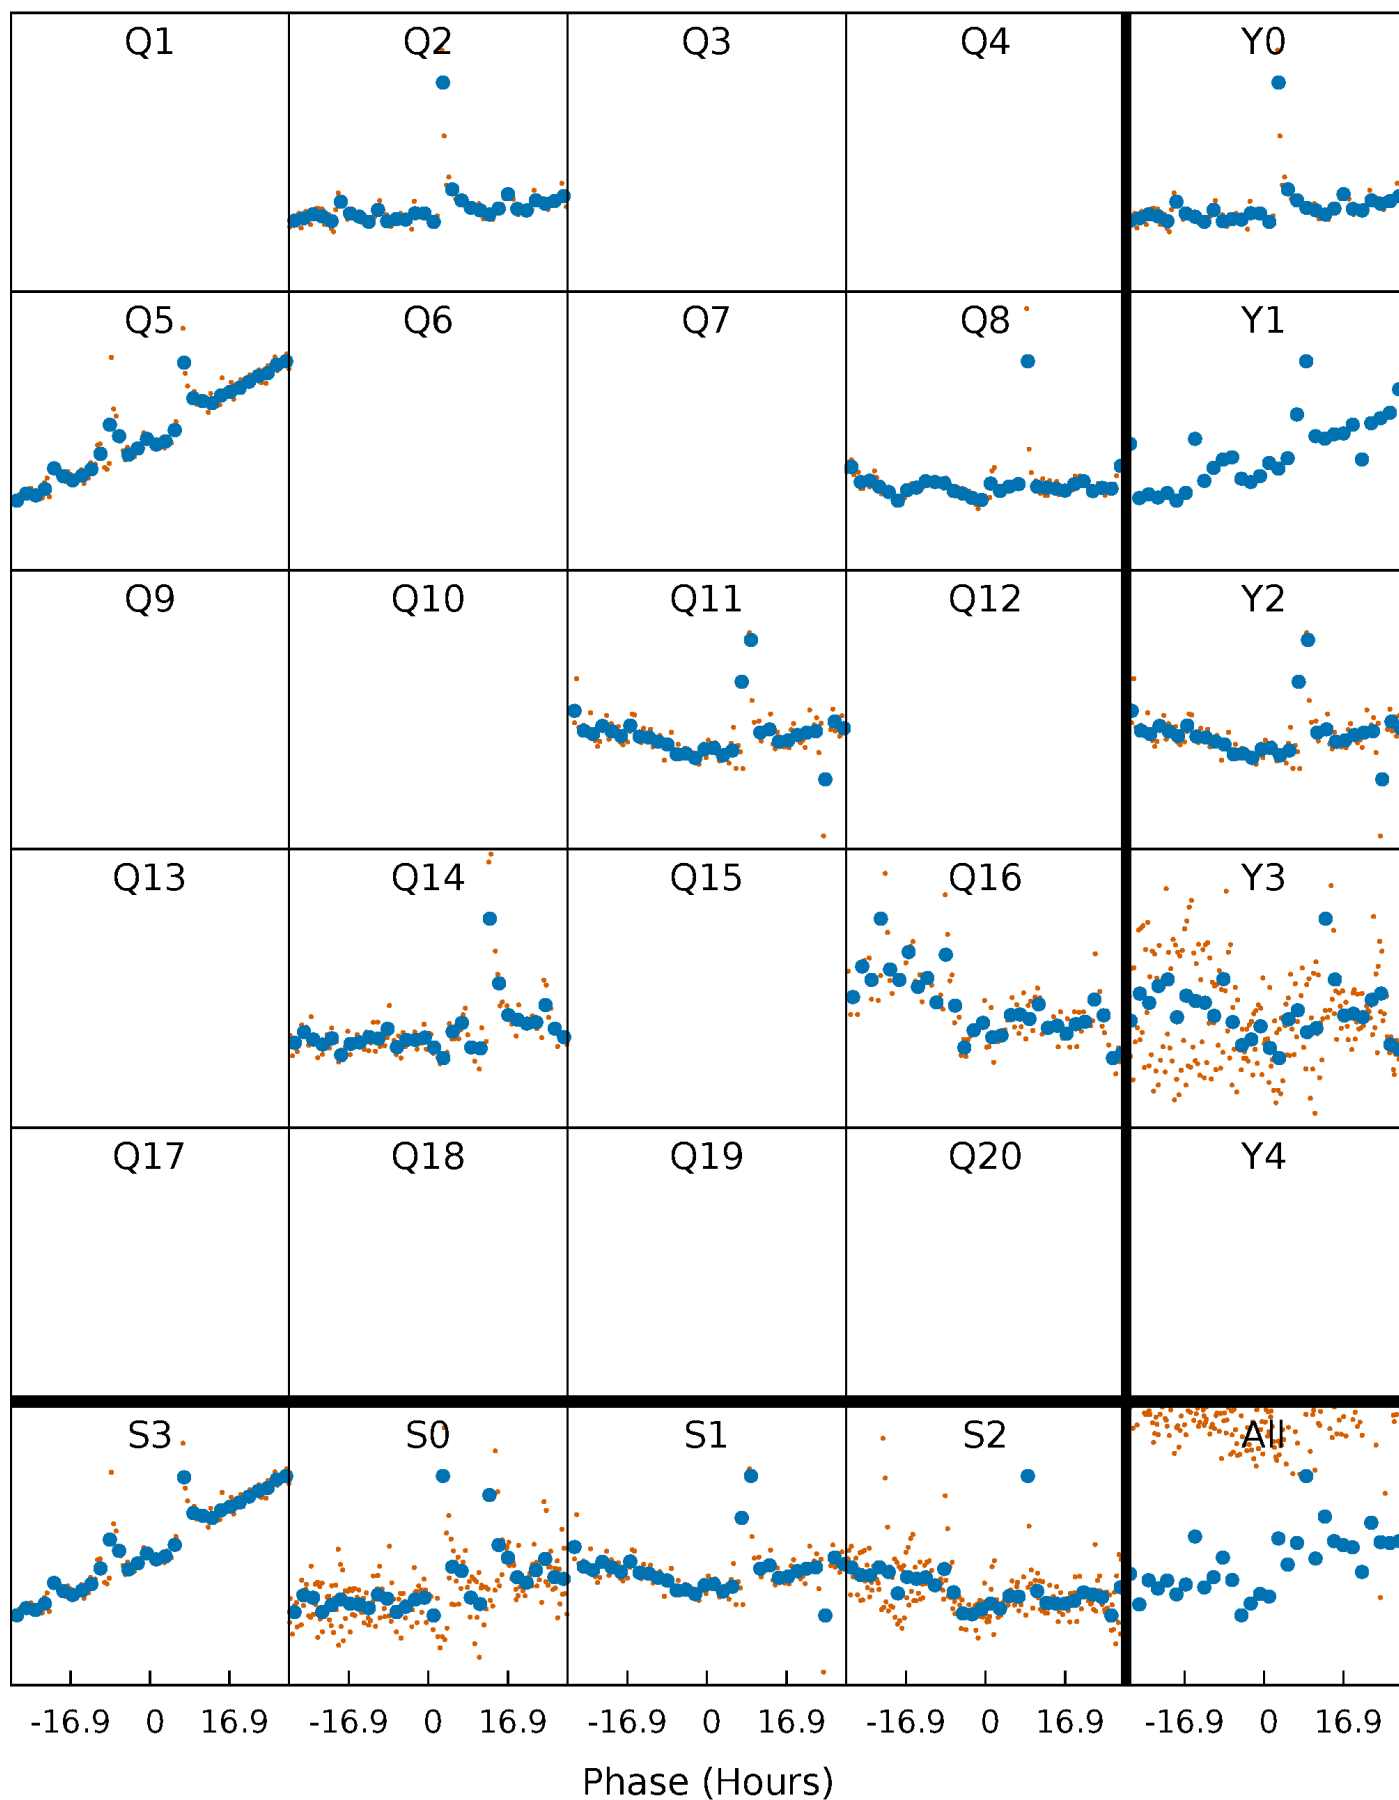 Q1 Q2 Q3 Q4 Y0
Q5 Q6 Q7 Q8 Y1
Q9 Q10 Q11 Q12 Y2
Q13 Q14 Q15 Q16 Y3
Q17 Q18 Q19 Q20 Y4
S3 S0 S1 S2 All
-16.9 0 16.9 -16.9 0 16.9 -16.9 0 16.9 -16.9 0 16.9 -16.9 0 16.9
Phase (Hours)